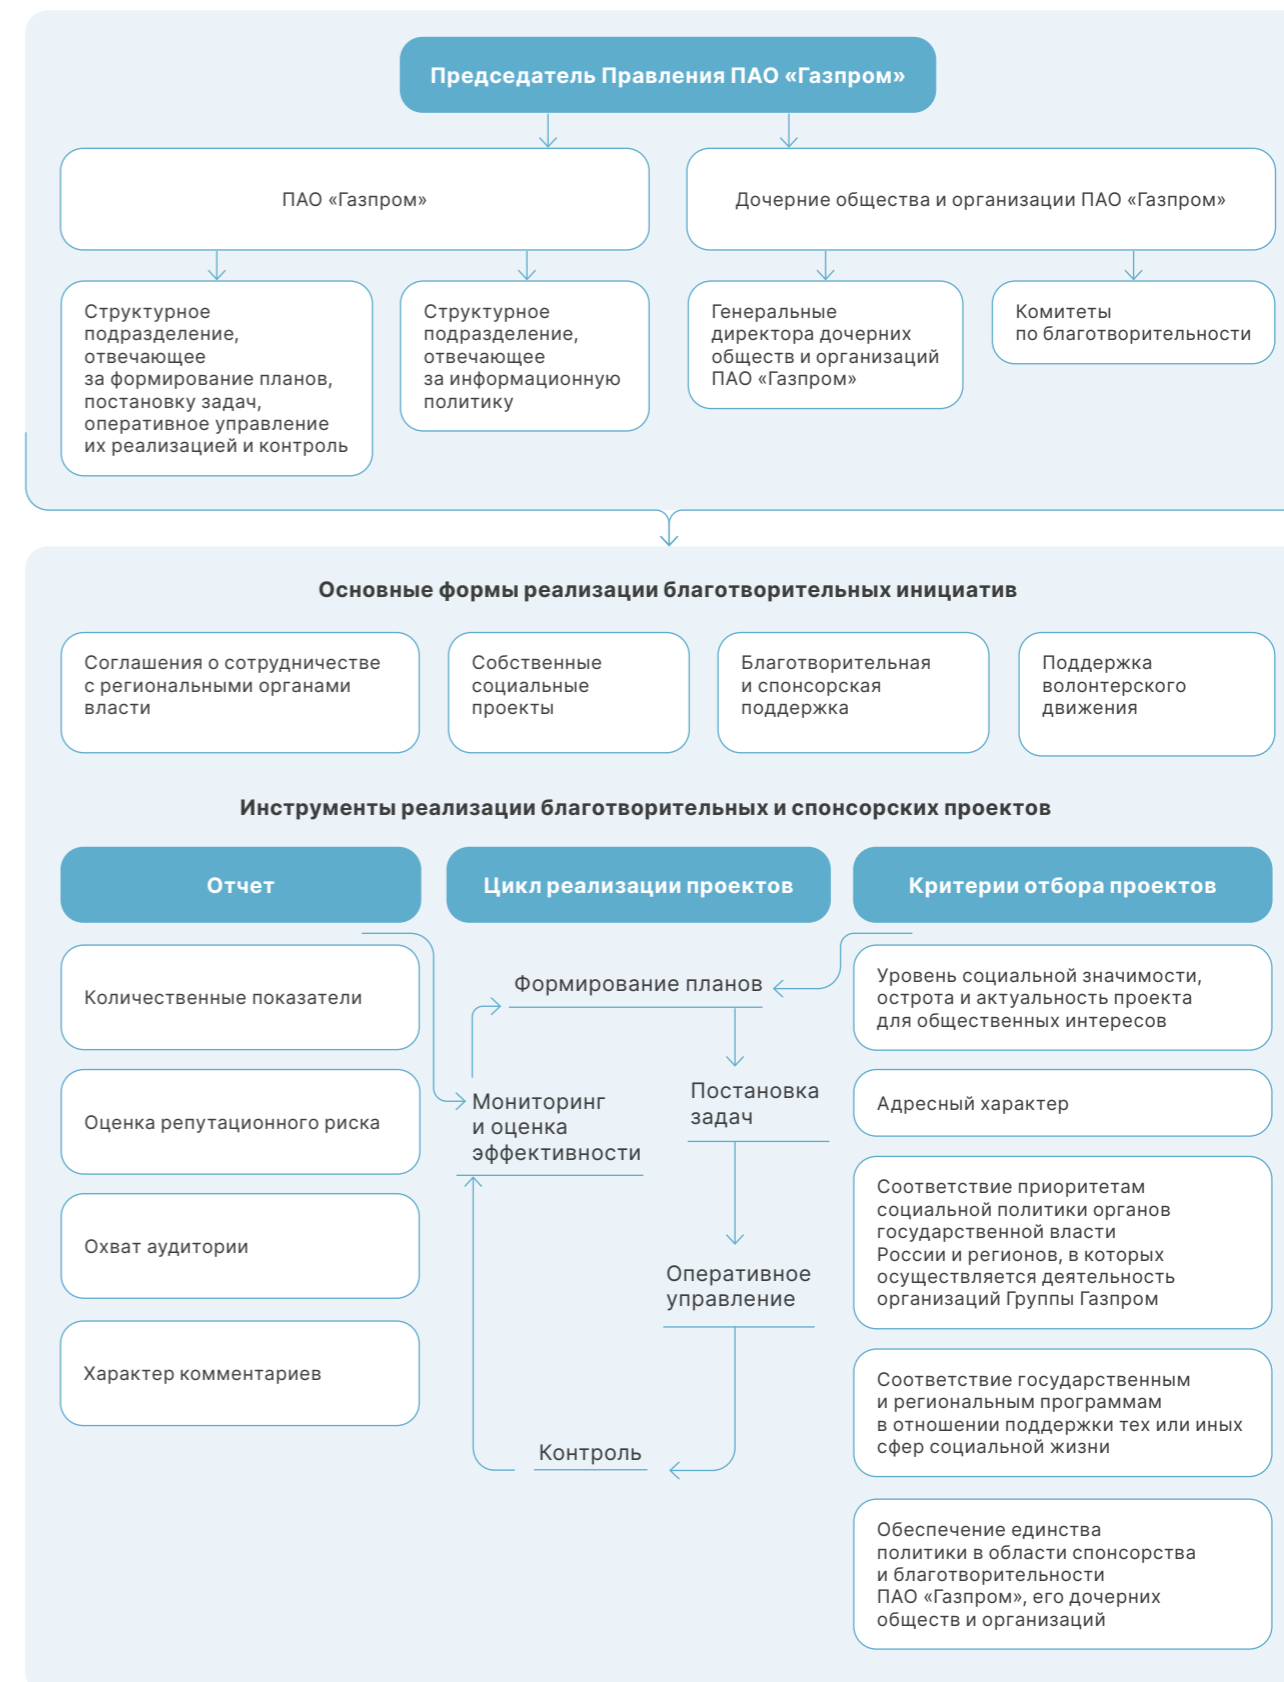 Председатель Правления ПАО «Газпром»
ПАО «Газпром»
Дочерние общества и организации ПАО «Газпром»
Структурное
подразделение,
отвечающее
за формирование планов,
постановку задач,
оперативное управление
их реализацией и контроль
Структурное
подразделение,
отвечающее
за информационную
политику
Генеральные
директора дочерних
обществ и организаций
ПАО «Газпром»
Комитеты
по благотворительности
Основные формы реализации благотворительных инициатив
Соглашения о сотрудничестве
с региональными органами
власти
Собственные
социальные
проекты
Благотворительная
и спонсорская
поддержка
Поддержка
волонтерского
движения
Инструменты реализации благотворительных и спонсорских проектов
Отчет
Количественные показатели
Оценка репутационного риска
Охват аудитории
Характер комментариев
Цикл реализации проектов
Формирование планов
Постановка
задач
Оперативное
управление
Контроль
Мониторинг
и оценка
эффективности
Критерии отбора проектов
Уровень социальной значимости,
острота и актуальность проекта
для общественных интересов
Адресный характер
Соответствие приоритетам
социальной политики органов
государственной власти
России и регионов, в которых
осуществляется деятельность
организаций Группы Газпром
Соответствие государственным
и региональным программам
в отношении поддержки тех или иных
сфер социальной жизни
Обеспечение единства
политики в области спонсорства
и благотворительности
ПАО «Газпром», его дочерних
обществ и организаций